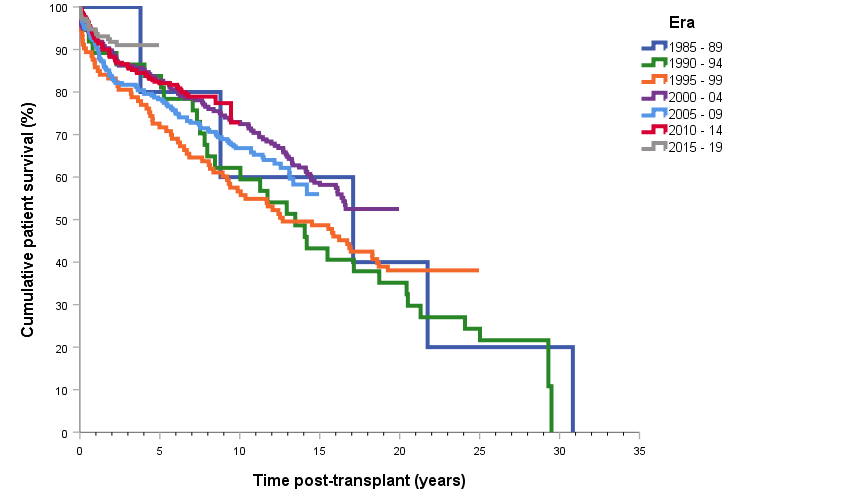 Era
1985 - 89
1990 - 94
1995 - 99
2000 - 04
2005 - 09
2010 - 14
2015 - 19
Cumulative patient survival (%)
100
90
80
70
60
50
40
30
20
10
0
0 5 10 15 20 25 30 35
Time post-transplant (years)